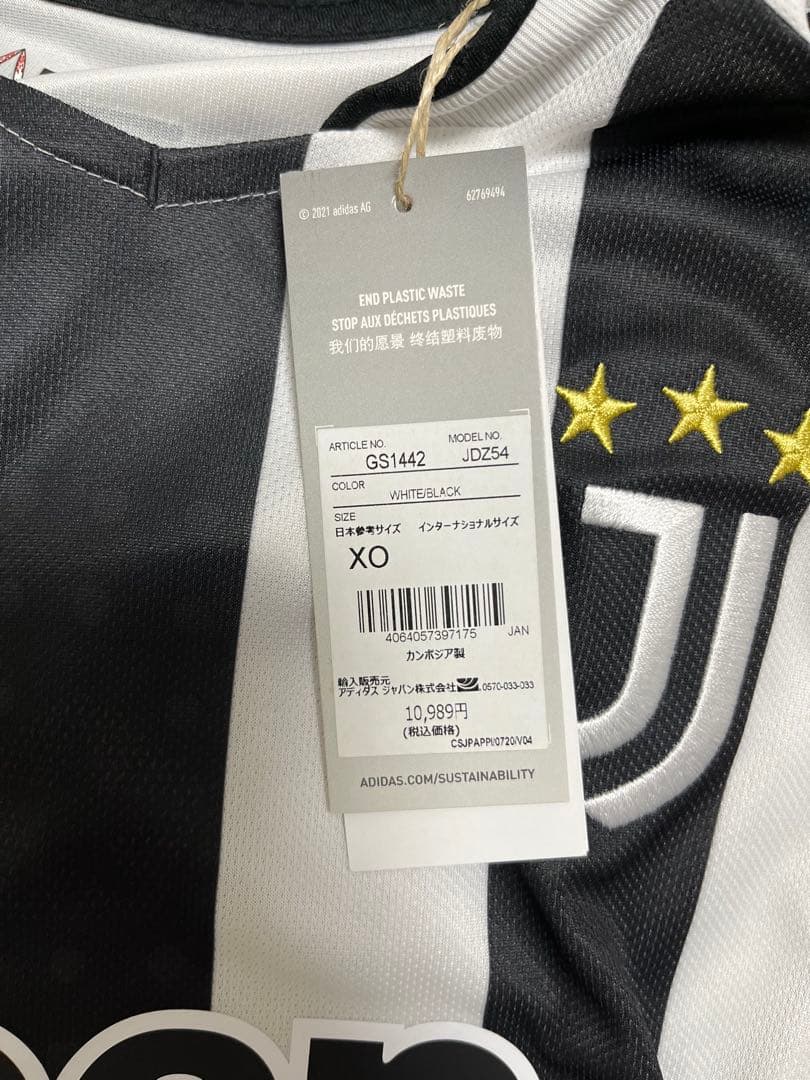 © 2021 adidas AG
62769494
END PLASTIC WASTE
STOP AUX DÉCHETS PLASTIQUES
我们的愿景 终结塑料废物
ARTICLE NO. MODEL NO.
GS1442 JDZ54
COLOR
WHITE/BLACK
SIZE
日本参考サイズ インターナショナルサイズ
XO
4064057397175 JAN
カンボジア製
輸入販売元
アディダス ジャパン株式会社 0570-033-033
10,989円
(税込価格)
CSJPAPPI/0720/V04
ADIDAS.COM/SUSTAINABILITY